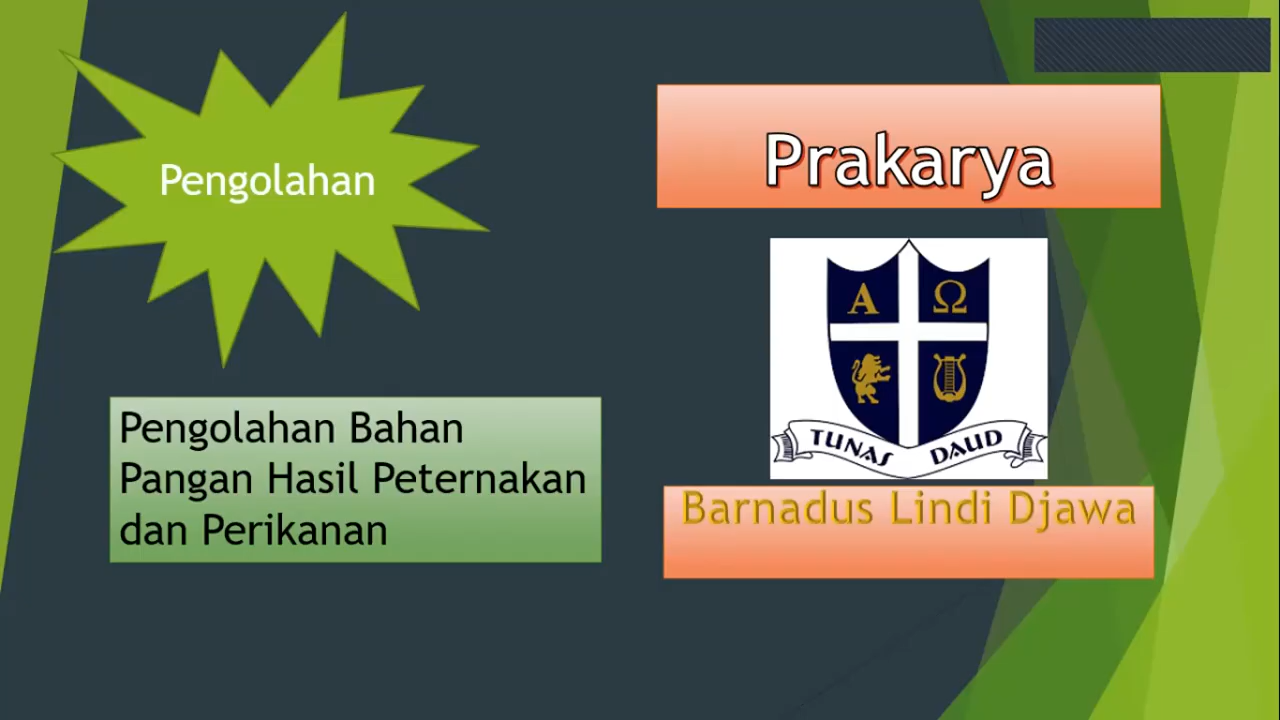 Pengolahan
Prakarya
A Ω
TUNAS DAUD
Pengolahan Bahan
Pangan Hasil Peternakan
dan Perikanan
Barnadus Lindi Djawa